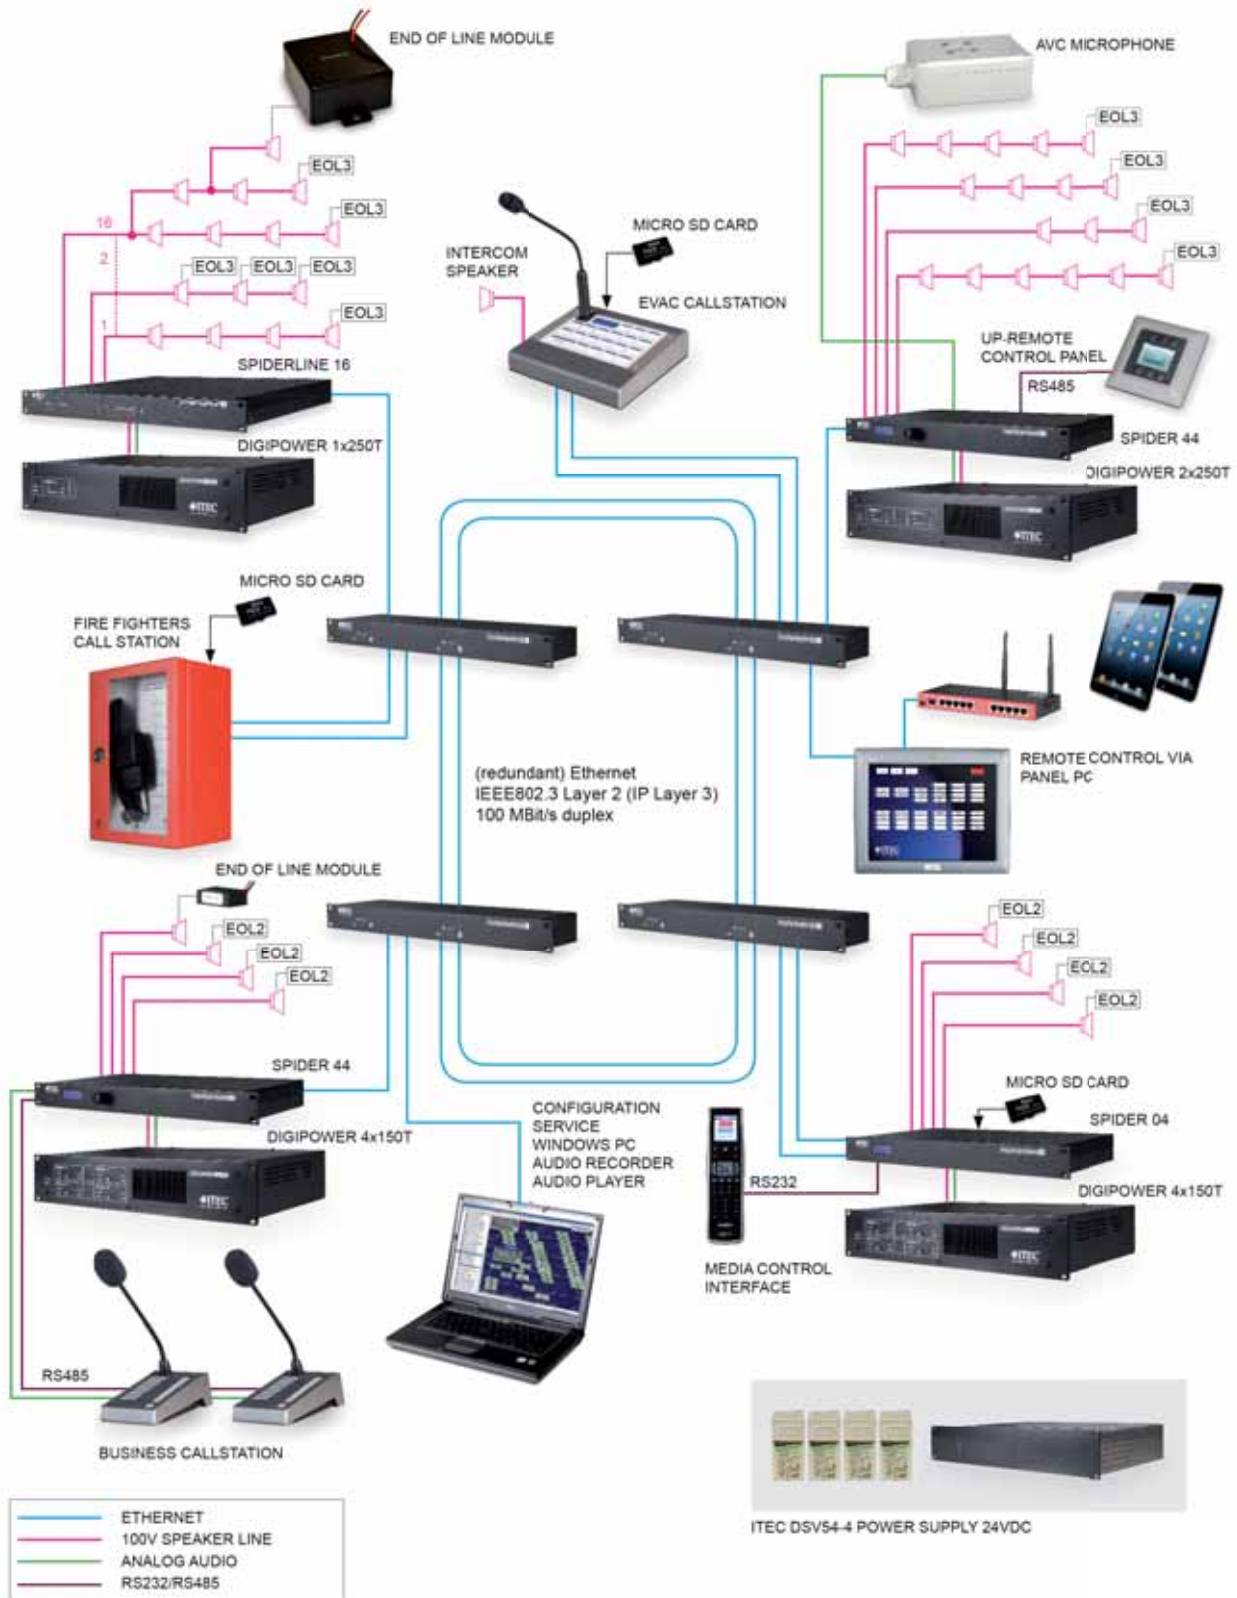 END OF LINE MODULE
AVC MICROPHONE
EOL3
EOL3
EOL3
EOL3
EOL3
EOL3
EOL3
EOL3
EOL3
EOL3
16
2
1
MICRO SD CARD
INTERCOM
SPEAKER
EVAC CALLSTATION
UP-REMOTE
CONTROL PANEL
RS485
SPIDERLINE 16
SPIDER 44
DIGIPOWER 1x250T
DIGIPOWER 2x250T
ITEC
ITEC
MICRO SD CARD
FIRE FIGHTERS
CALL STATION
(redundant) Ethernet
IEEE802.3 Layer 2 (IP Layer 3)
100 MBit/s duplex
REMOTE CONTROL VIA
PANEL PC
ITEC
END OF LINE MODULE
EOL2
EOL2
EOL2
EOL2
EOL2
EOL2
EOL2
SPIDER 44
DIGIPOWER 4x150T
ITEC
CONFIGURATION
SERVICE
WINDOWS PC
AUDIO RECORDER
AUDIO PLAYER
MICRO SD CARD
SPIDER 04
RS232
DIGIPOWER 4x150T
ITEC
MEDIA CONTROL
INTERFACE
RS485
BUSINESS CALLSTATION
ITEC DSV54-4 POWER SUPPLY 24VDC
ETHERNET
100V SPEAKER LINE
ANALOG AUDIO
RS232/RS485